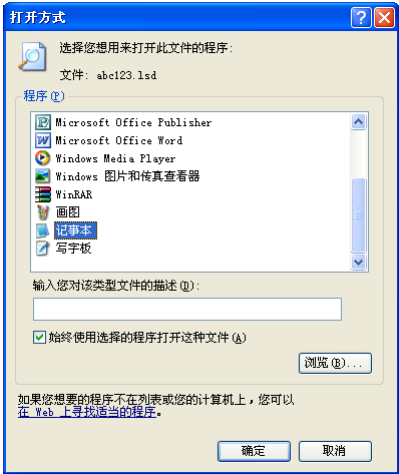 打开方式
选择您想用来打开此文件的程序:
文件: abc123.lsd
程序(P)
Microsoft Office Publisher
Microsoft Office Word
Windows Media Player
Windows 图片和传真查看器
WinRAR
画图
记事本
写字板
输入您对该类型文件的描述(D):
始终使用选择的程序打开这种文件(A)
浏览(B)...
如果您想要的程序不在列表或您的计算机上，您可以
在 Web 上寻找适当的程序。
确定 取消